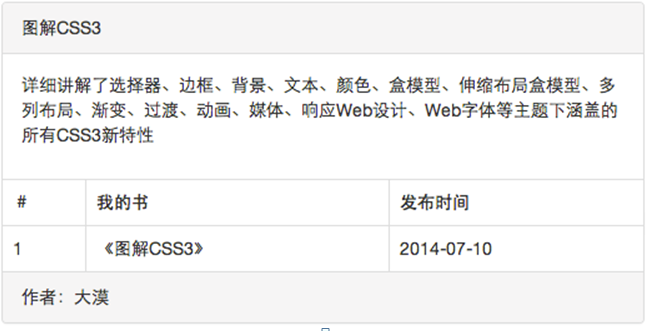 图解CSS3
详细讲解了选择器、边框、背景、文本、颜色、盒模型、伸缩布局盒模型、多
列布局、渐变、过渡、动画、媒体、响应Web设计、Web字体等主题下涵盖的
所有CSS3新特性
# 我的书 发布时间
1 《图解CSS3》 2014-07-10
作者：大漠